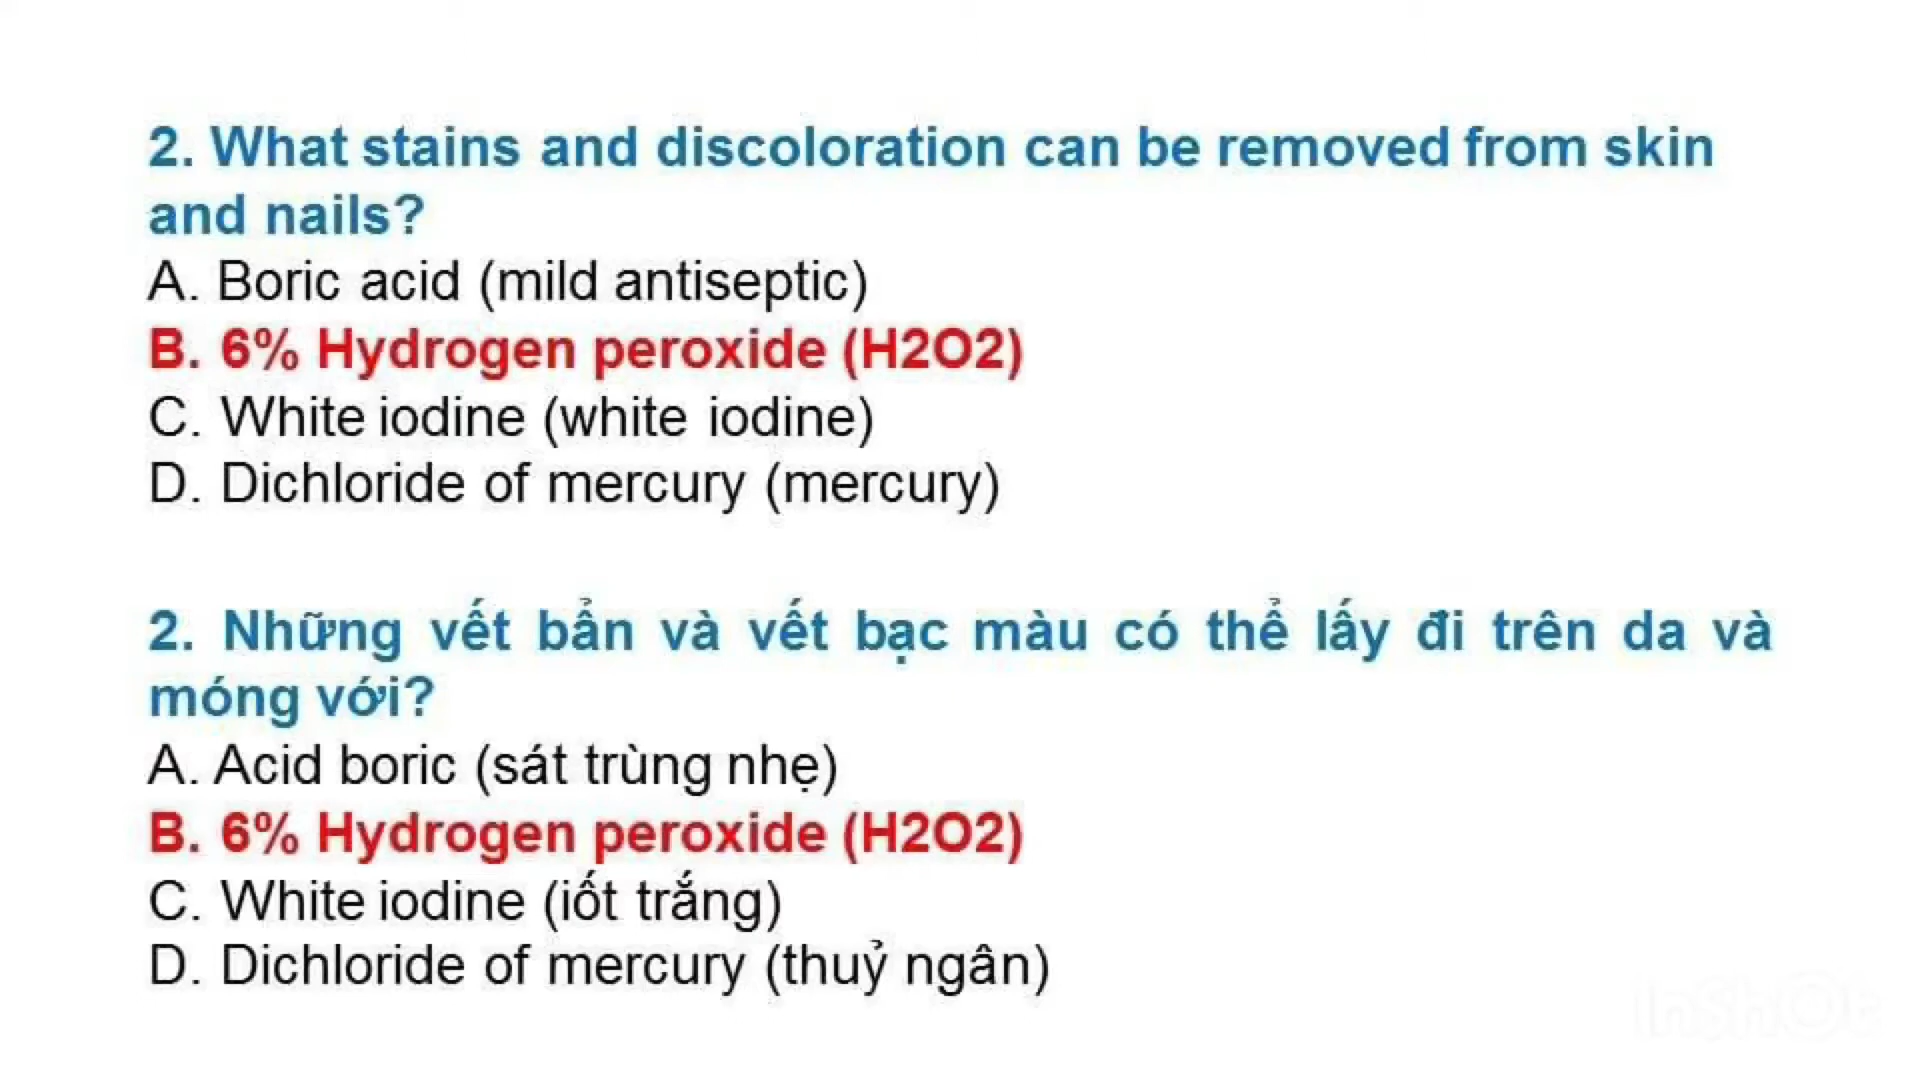 2. What stains and discoloration can be removed from skin
and nails?
A. Boric acid (mild antiseptic)
B. 6% Hydrogen peroxide (H2O2)
C. White iodine (white iodine)
D. Dichloride of mercury (mercury)
2. Những vết bẩn và vết bạc màu có thể lấy đi trên da và
móng với?
A. Acid boric (sát trùng nhẹ)
B. 6% Hydrogen peroxide (H2O2)
C. White iodine (iốt trắng)
D. Dichloride of mercury (thuỷ ngân)
InShOt